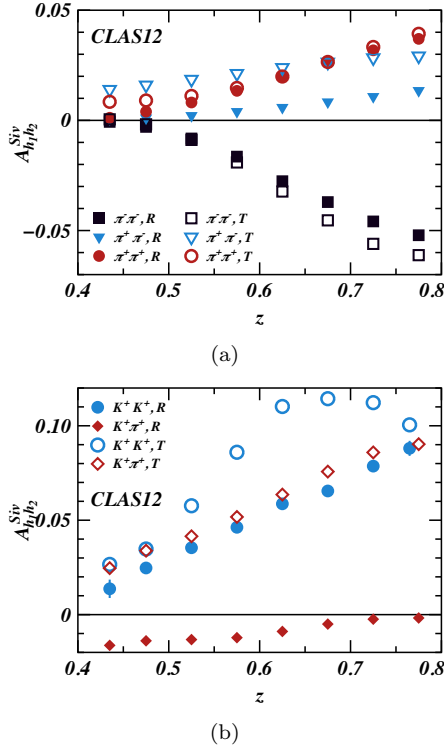 0.05
CLAS12
0
A^{Siv}_{h_1h_2}
−0.05
π⁻π⁻, R
π⁻π⁻, T
π⁺π⁻, R
π⁺π⁻, T
π⁺π⁺, R
π⁺π⁺, T
0.4 0.5 0.6 0.7 0.8
z
(a)
K⁺K⁺, R
K⁺π⁺, R
K⁺K⁺, T
K⁺π⁺, T
0.10
CLAS12
A^{Siv}_{h_1h_2}
0.05
0
0.4 0.5 0.6 0.7 0.8
z
(b)